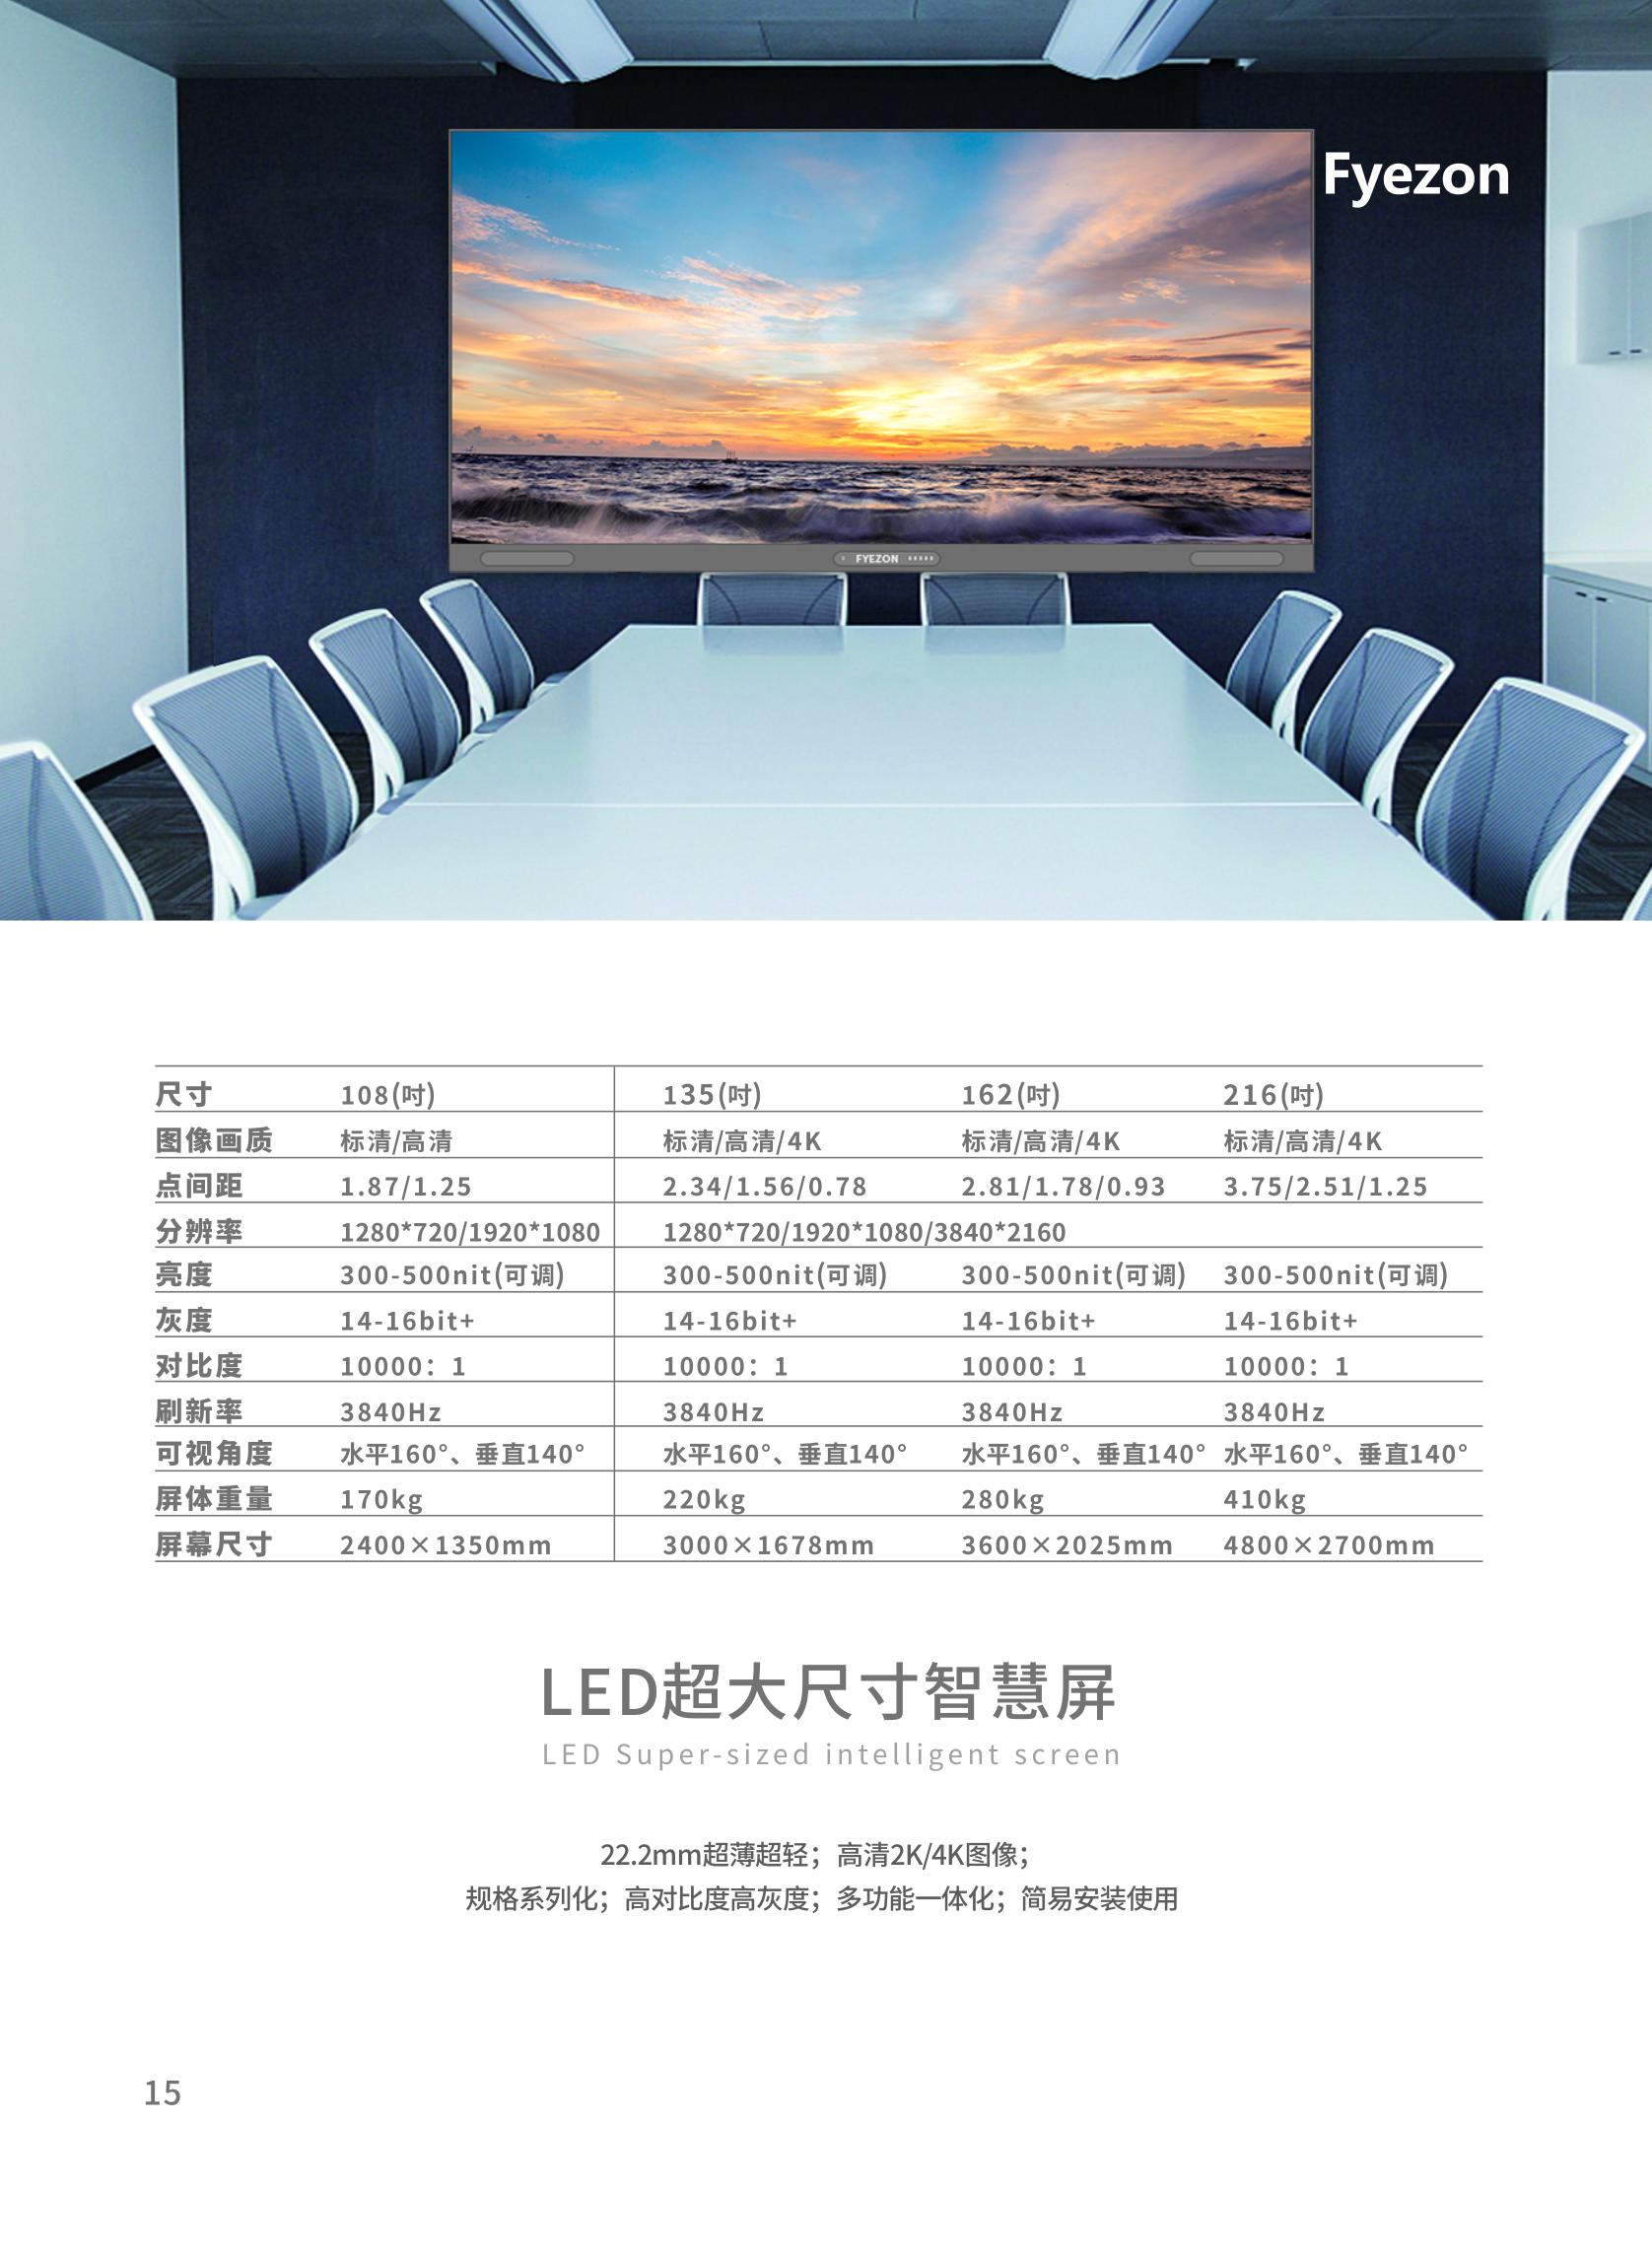 Fyezon
FYEZON
尺寸 108(吋) 135(吋) 162(吋) 216(吋)
图像画质 标清/高清 标清/高清/4K 标清/高清/4K 标清/高清/4K
点间距 1.87/1.25 2.34/1.56/0.78 2.81/1.78/0.93 3.75/2.51/1.25
分辨率 1280*720/1920*1080 1280*720/1920*1080/3840*2160
亮度 300-500nit(可调) 300-500nit(可调) 300-500nit(可调) 300-500nit(可调)
灰度 14-16bit+ 14-16bit+ 14-16bit+ 14-16bit+
对比度 10000：1 10000：1 10000：1 10000：1
刷新率 3840Hz 3840Hz 3840Hz 3840Hz
可视角度 水平160°、垂直140° 水平160°、垂直140° 水平160°、垂直140° 水平160°、垂直140°
屏体重量 170kg 220kg 280kg 410kg
屏幕尺寸 2400×1350mm 3000×1678mm 3600×2025mm 4800×2700mm
LED超大尺寸智慧屏
LED Super-sized intelligent screen
22.2mm超薄超轻；高清2K/4K图像；
规格系列化；高对比度高灰度；多功能一体化；简易安装使用
15